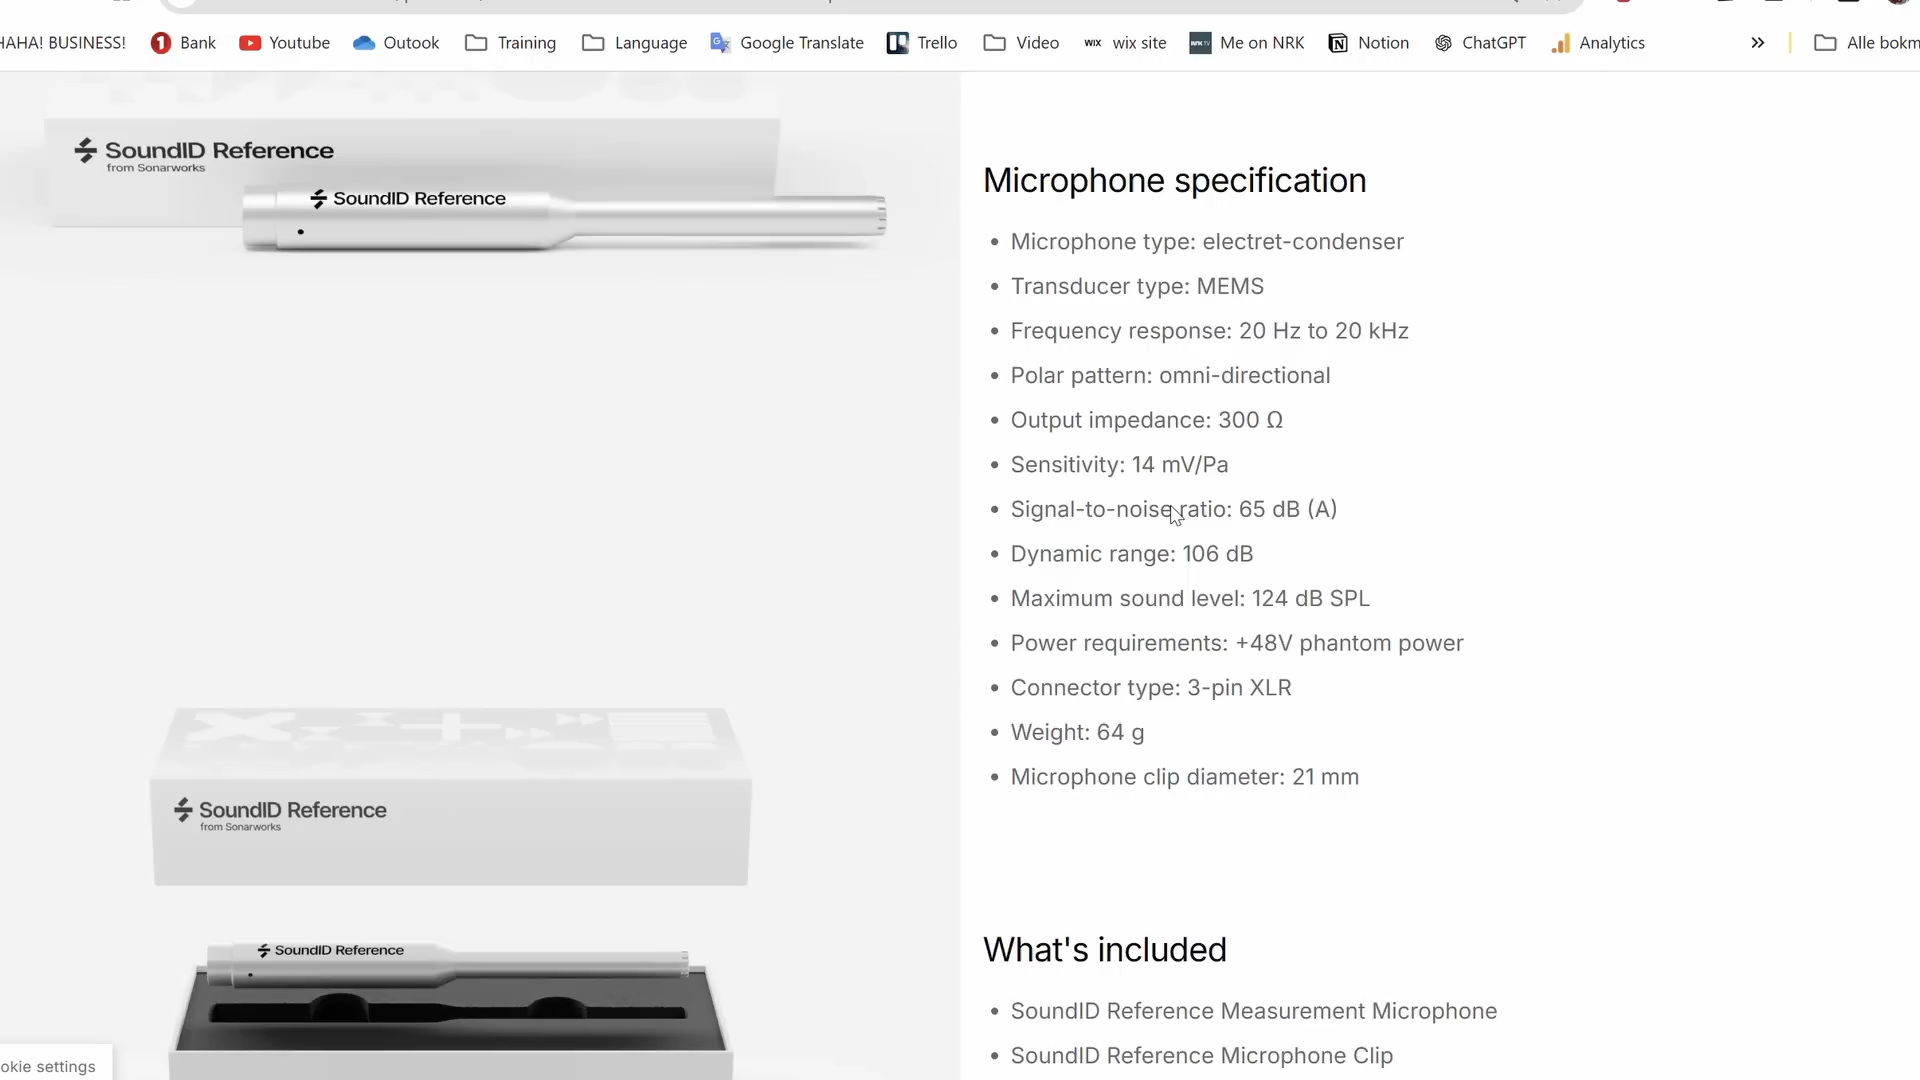 HAHA! BUSINESS! Bank Youtube Outook Training Language Google Translate Trello Video wix site Me on NRK Notion ChatGPT Analytics Alle bokm
SoundID Reference
from Sonarworks
SoundID Reference
Microphone specification
• Microphone type: electret-condenser
• Transducer type: MEMS
• Frequency response: 20 Hz to 20 kHz
• Polar pattern: omni-directional
• Output impedance: 300 Ω
• Sensitivity: 14 mV/Pa
• Signal-to-noise ratio: 65 dB (A)
• Dynamic range: 106 dB
• Maximum sound level: 124 dB SPL
• Power requirements: +48V phantom power
• Connector type: 3-pin XLR
• Weight: 64 g
• Microphone clip diameter: 21 mm
SoundID Reference
from Sonarworks
SoundID Reference
What's included
• SoundID Reference Measurement Microphone
• SoundID Reference Microphone Clip
okie settings